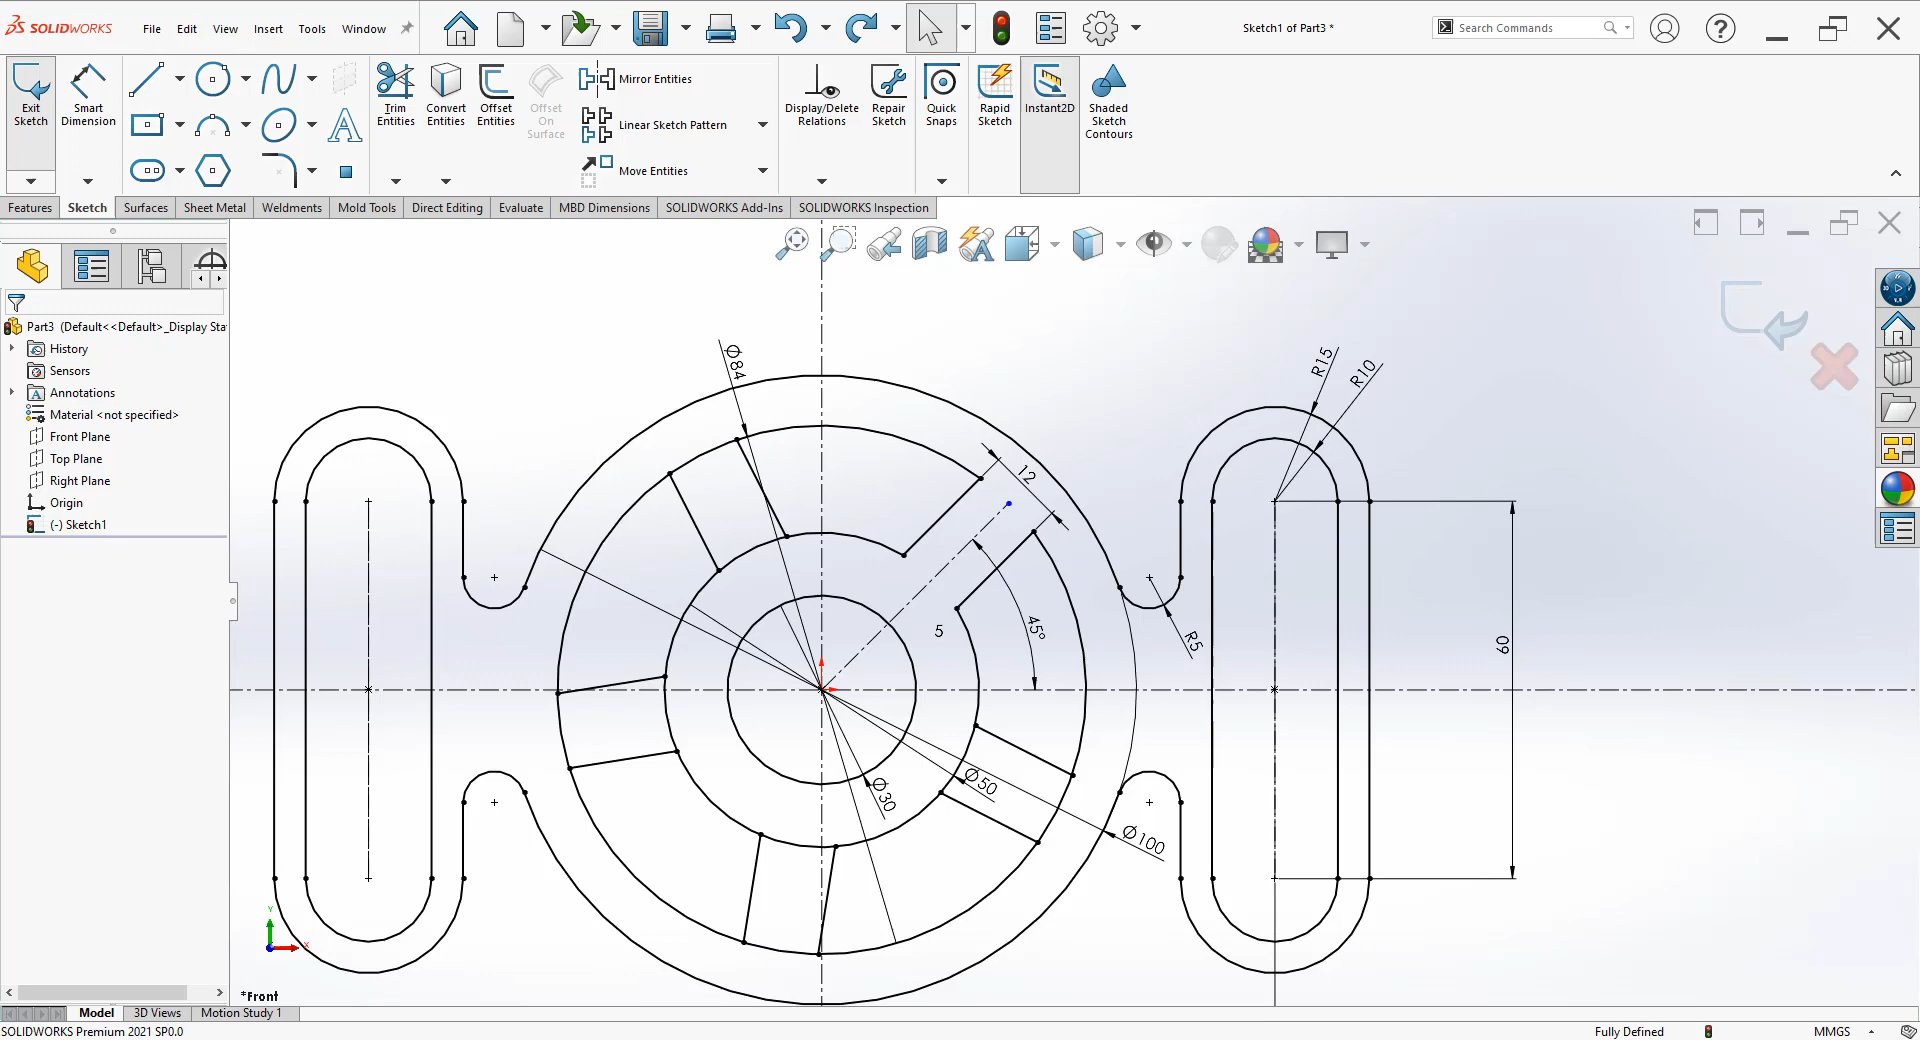 SOLIDWORKS
File
Edit
View
Insert
Tools
Window
Sketch1 of Part3 *
Search Commands
Exit
Sketch
Smart
Dimension
Trim
Entities
Convert
Entities
Offset
Entities
Offset
On
Surface
Mirror Entities
Linear Sketch Pattern
Move Entities
Display/Delete
Relations
Repair
Sketch
Quick
Snaps
Rapid
Sketch
Instant2D
Shaded
Sketch
Contours
Features
Sketch
Surfaces
Sheet Metal
Weldments
Mold Tools
Direct Editing
Evaluate
MBD Dimensions
SOLIDWORKS Add-Ins
SOLIDWORKS Inspection
Part3 (Default<<Default>_Display Sta
History
Sensors
Annotations
Material <not specified>
Front Plane
Top Plane
Right Plane
Origin
(-) Sketch1
Ø84
12
R15
R10
45°
5
R5
60
Ø50
Ø30
Ø100
Y
X
*Front
Model
3D Views
Motion Study 1
SOLIDWORKS Premium 2021 SP0.0
Fully Defined
MMGS